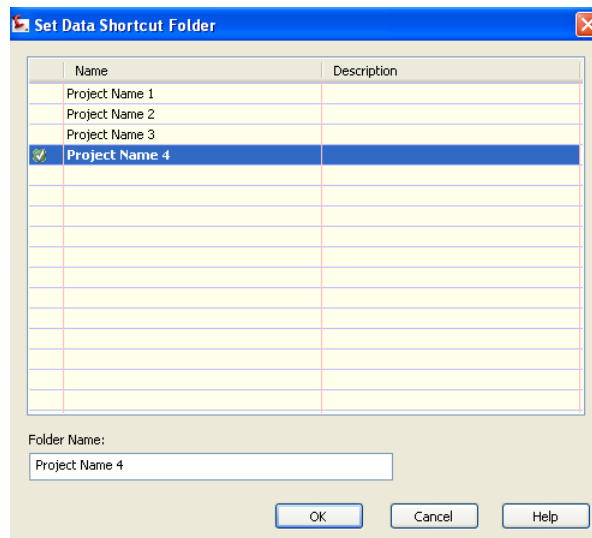 Set Data Shortcut Folder
Name Description
Project Name 1
Project Name 2
Project Name 3
Project Name 4
Folder Name:
Project Name 4
OK Cancel Help